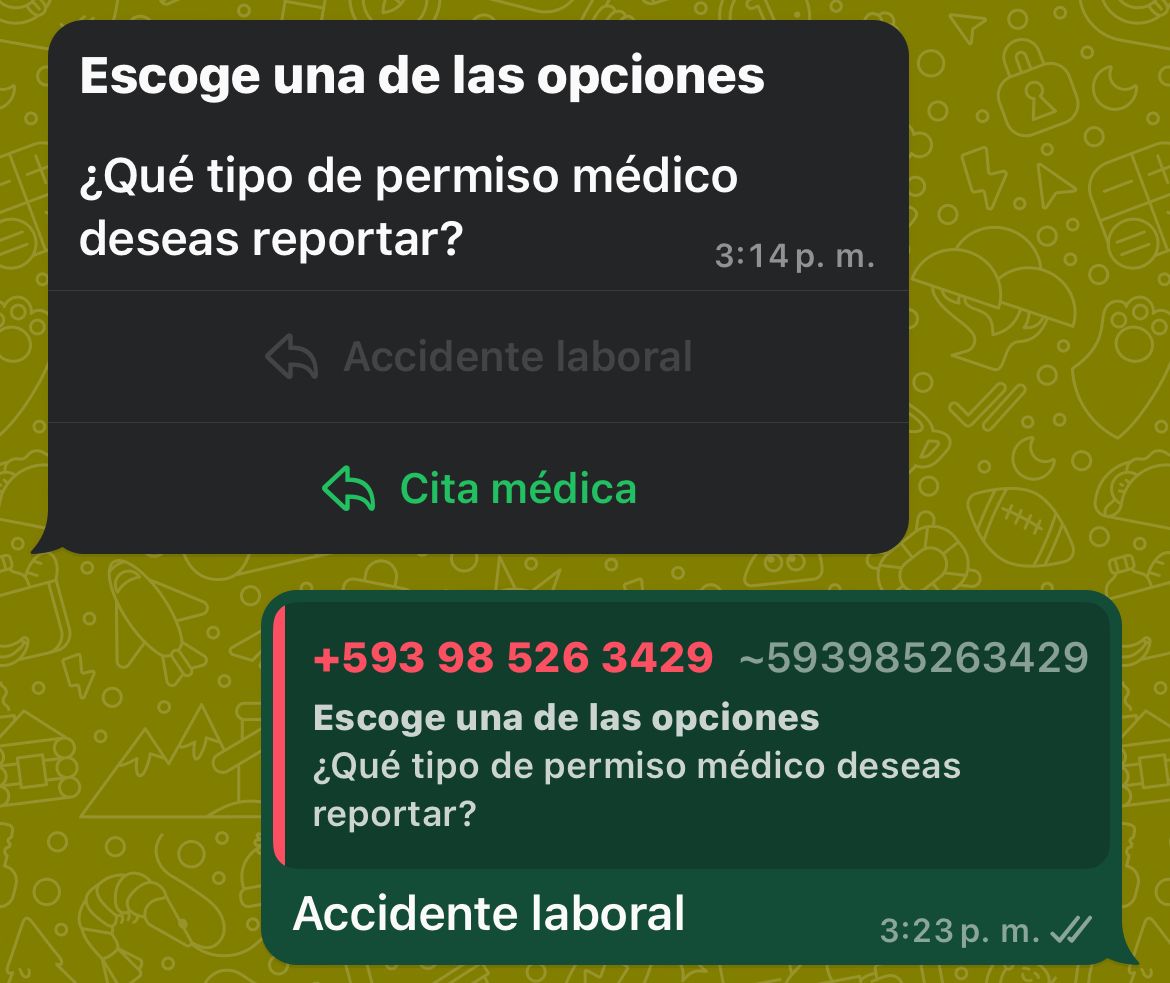 Escoge una de las opciones
¿Qué tipo de permiso médico
deseas reportar?
3:14 p. m.
Accidente laboral
Cita médica
+593 98 526 3429 ~593985263429
Escoge una de las opciones
¿Qué tipo de permiso médico deseas
reportar?
Accidente laboral
3:23 p. m.